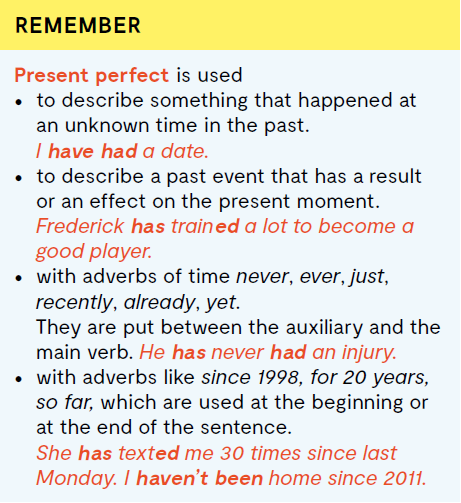 REMEMBER
Present perfect is used
• to describe something that happened at
an unknown time in the past.
I have had a date.
• to describe a past event that has a result
or an effect on the present moment.
Frederick has trained a lot to become a
good player.
• with adverbs of time never, ever, just,
recently, already, yet.
They are put between the auxiliary and the
main verb. He has never had an injury.
• with adverbs like since 1998, for 20 years,
so far, which are used at the beginning or
at the end of the sentence.
She has texted me 30 times since last
Monday. I haven't been home since 2011.